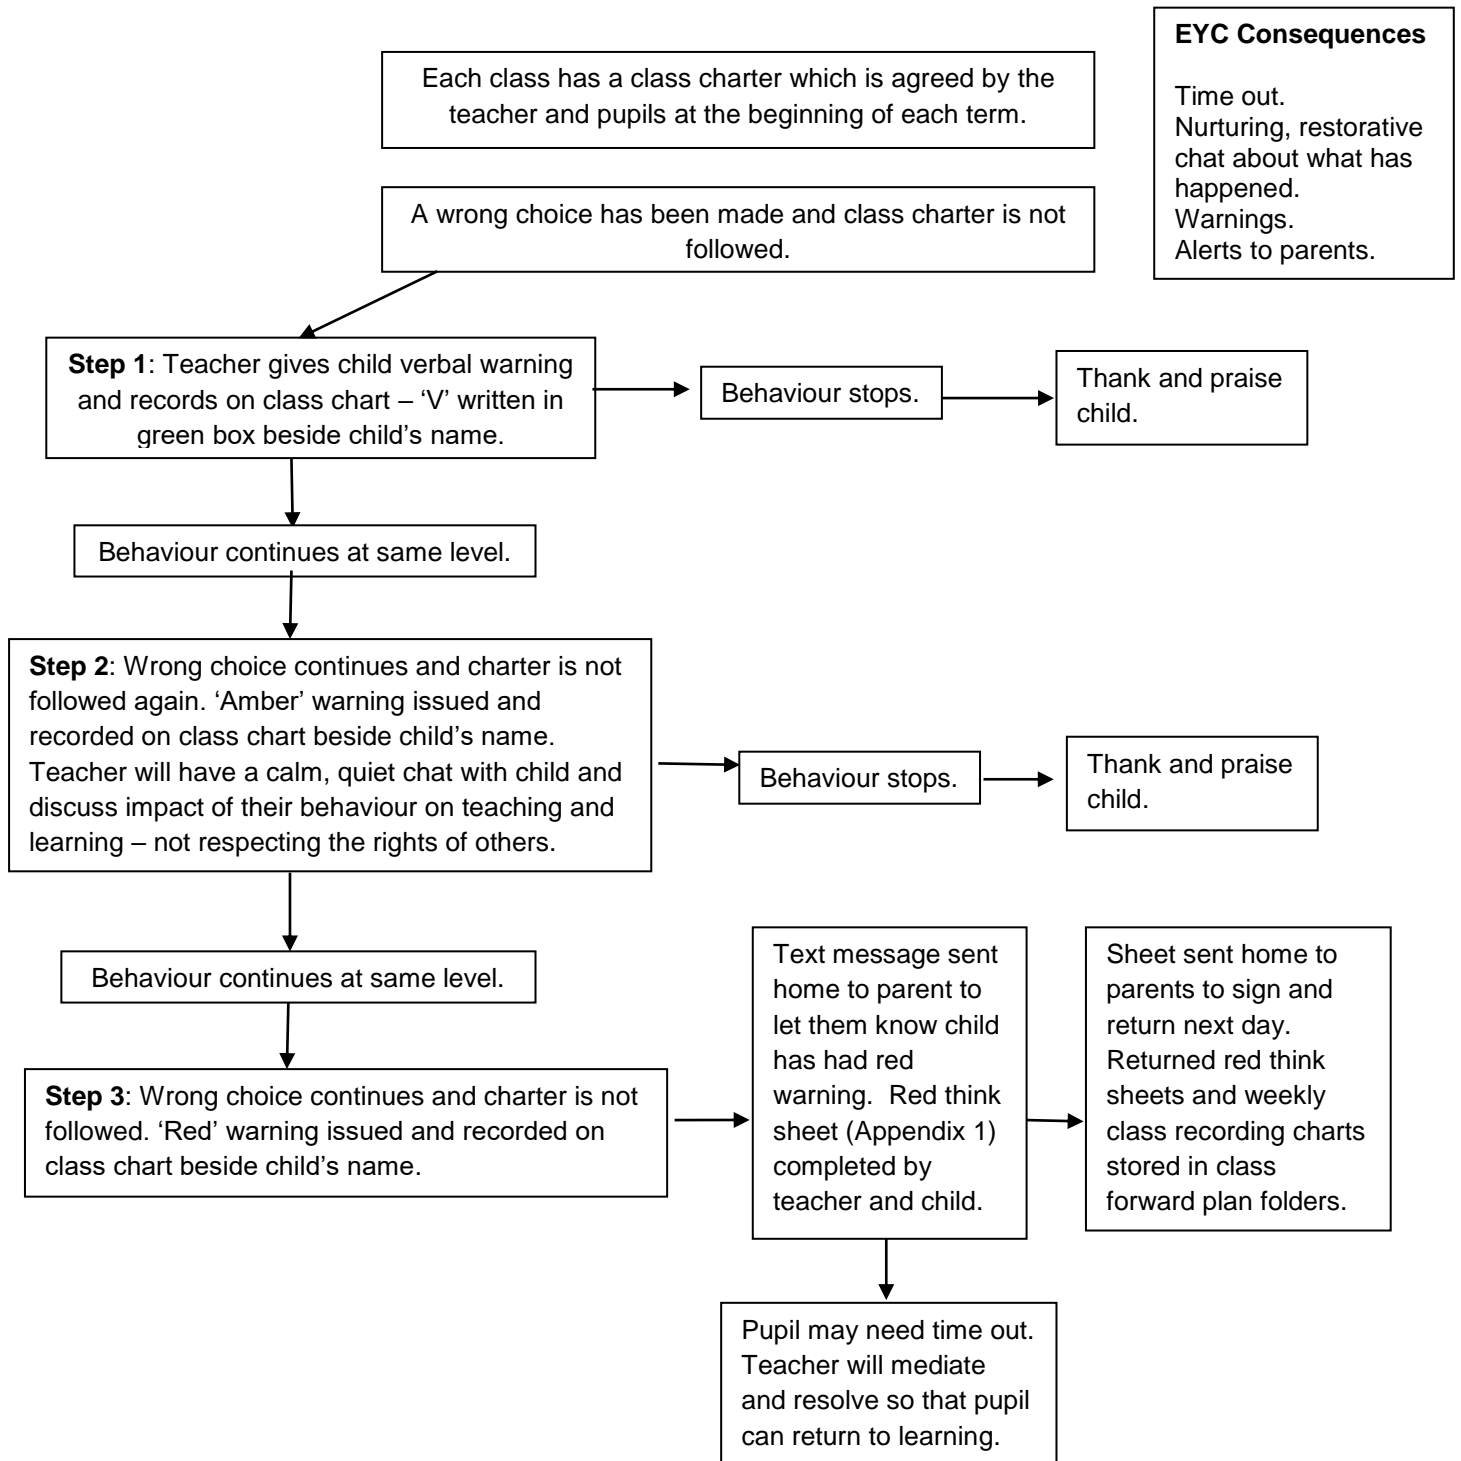 EYC Consequences
Time out.
Nurturing, restorative
chat about what has
happened.
Warnings.
Alerts to parents.
Each class has a class charter which is agreed by the
teacher and pupils at the beginning of each term.
A wrong choice has been made and class charter is not
followed.
Step 1: Teacher gives child verbal warning
and records on class chart – ‘V’ written in
green box beside child’s name.
Behaviour stops.
Thank and praise
child.
Behaviour continues at same level.
Step 2: Wrong choice continues and charter is not
followed again. ‘Amber’ warning issued and
recorded on class chart beside child’s name.
Teacher will have a calm, quiet chat with child and
discuss impact of their behaviour on teaching and
learning – not respecting the rights of others.
Behaviour stops.
Thank and praise
child.
Behaviour continues at same level.
Step 3: Wrong choice continues and charter is not
followed. ‘Red’ warning issued and recorded on
class chart beside child’s name.
Text message sent
home to parent to
let them know child
has had red
warning.  Red think
sheet (Appendix 1)
completed by
teacher and child.
Sheet sent home to
parents to sign and
return next day.
Returned red think
sheets and weekly
class recording charts
stored in class
forward plan folders.
Pupil may need time out.
Teacher will mediate
and resolve so that pupil
can return to learning.